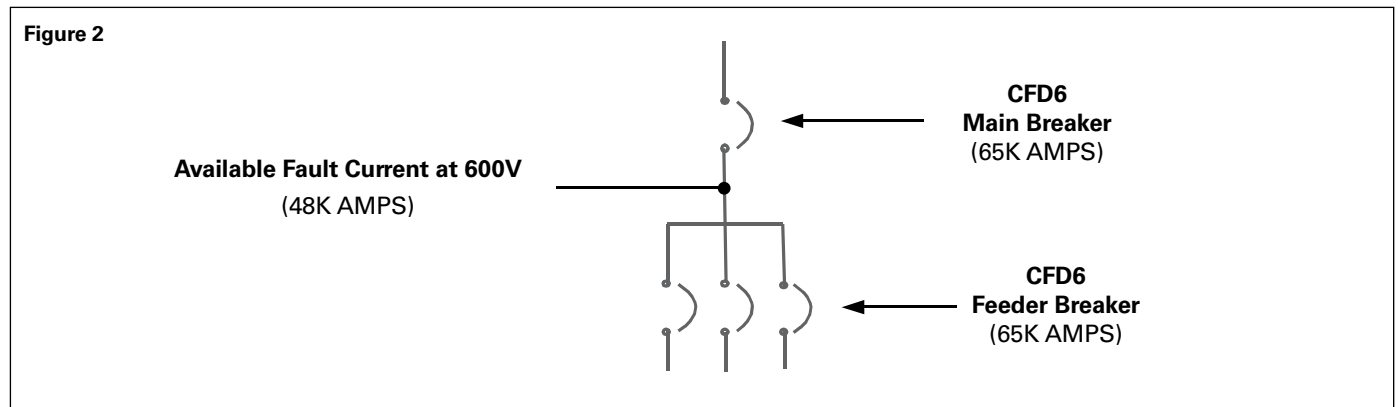 Figure 2
CFD6
Main Breaker
(65K AMPS)
Available Fault Current at 600V
(48K AMPS)
CFD6
Feeder Breaker
(65K AMPS)